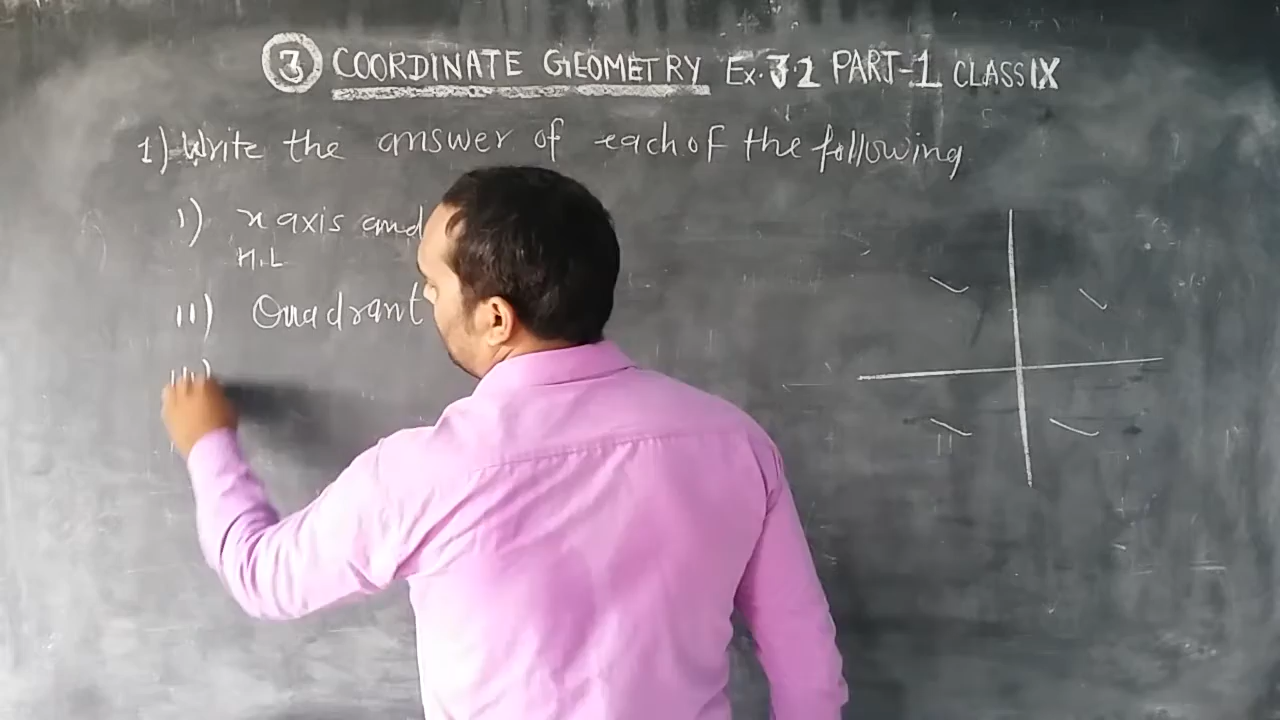 3 COORDINATE GEOMETRY Ex. 3.2 PART-1 CLASS IX
1) Write the answer of each of the following
i) x axis and
H.L
ii) Quadrant
iii)